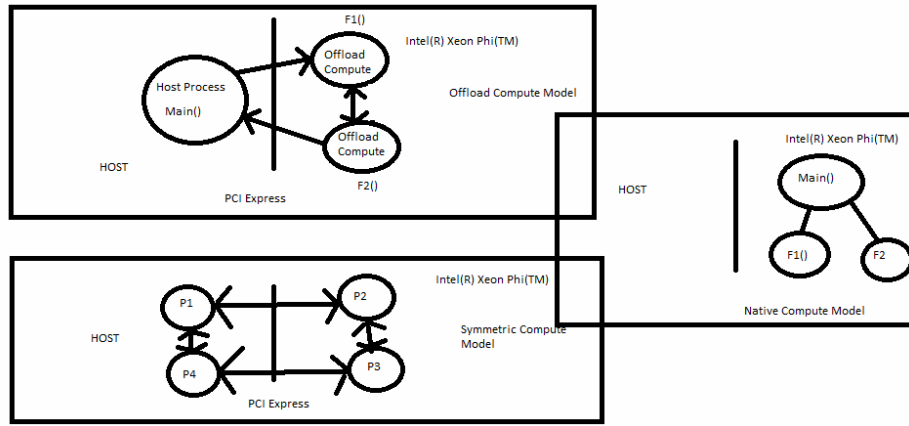 F1()
Intel(R) Xeon Phi(TM)
Offload
Compute
Host Process
Main()
Offload Compute Model
Offload
Compute
HOST
F2()
PCI Express
Intel(R) Xeon Phi(TM)
Main()
HOST
F1()
F2
Native Compute Model
Intel(R) Xeon Phi(TM)
P1
P2
HOST
Symmetric Compute
Model
P4
P3
PCI Express